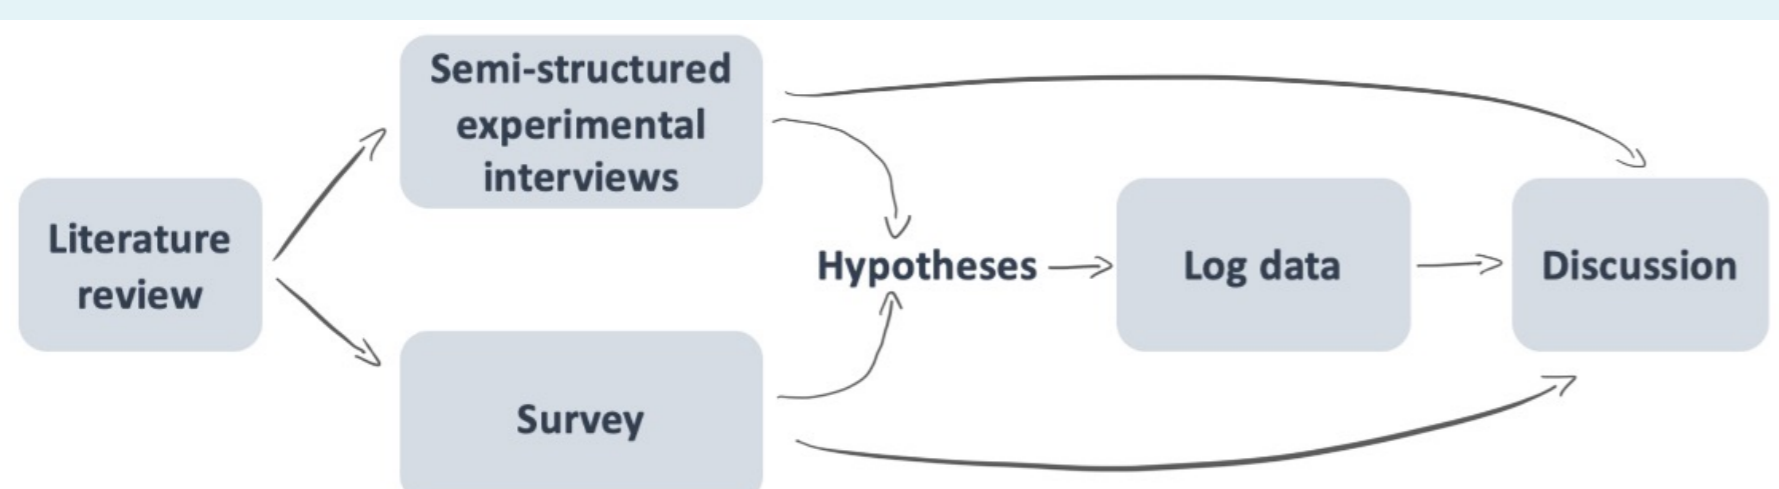 Semi-structured
experimental
interviews
Literature
review
Hypotheses
Log data
Discussion
Survey